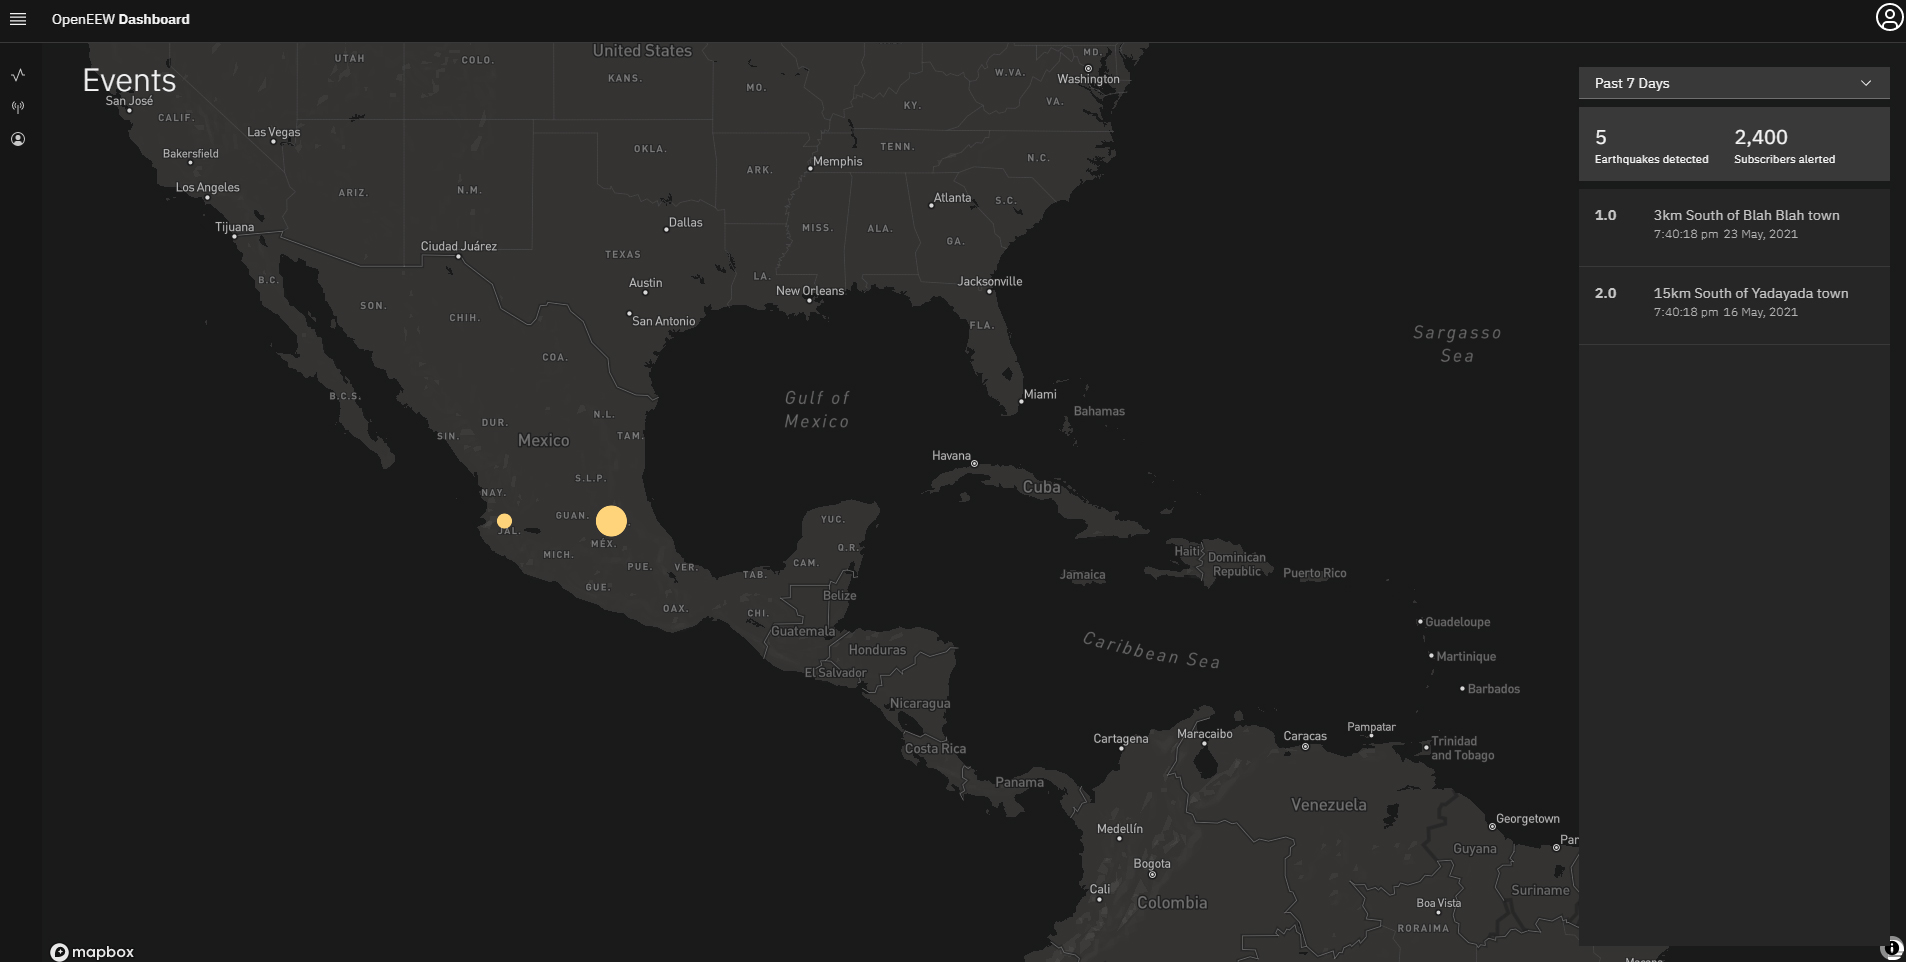 OpenEEW Dashboard
Events
Past 7 Days
5
Earthquakes detected
2,400
Subscribers alerted
1.0
3km South of Blah Blah town
7:40:18 pm 23 May, 2021
2.0
15km South of Yadayada town
7:40:18 pm 16 May, 2021
United States
UTAH
COLO.
KANS.
MO.
W.VA.
MD.
Washington
VA.
KY.
San José
CALIF.
Las Vegas
Bakersfield
OKLA.
ARK.
Memphis
TENN.
N.C.
Los Angeles
ARIZ.
N.M.
Atlanta
S.C.
Tijuana
Ciudad Juárez
Dallas
MISS.
ALA.
GA.
TEXAS
B.C.
SON.
CHIH.
Austin
LA.
New Orleans
Jacksonville
San Antonio
FLA.
Sargasso
Sea
COA.
B.C.S.
Gulf of
Mexico
Miami
Bahamas
DUR.
N.L.
SIN.
Mexico
TAM.
Havana
Cuba
S.L.P.
NAY.
GUAN.
JAL.
MÉX.
MICH.
PUE.
VER.
TAB.
CAM.
YUC.
Q.R.
GUE.
OAX.
CHI.
Belize
Haiti
Dominican
Republic
Jamaica
Puerto Rico
Guatemala
Honduras
El Salvador
Nicaragua
Caribbean Sea
Guadeloupe
Martinique
Barbados
Costa Rica
Panama
Cartagena
Maracaibo
Caracas
Pampatar
Trinidad
and Tobago
Venezuela
Medellín
Georgetown
Par
Guyana
Bogota
Cali
Suriname
Colombia
Boa Vista
RORAIMA
mapbox